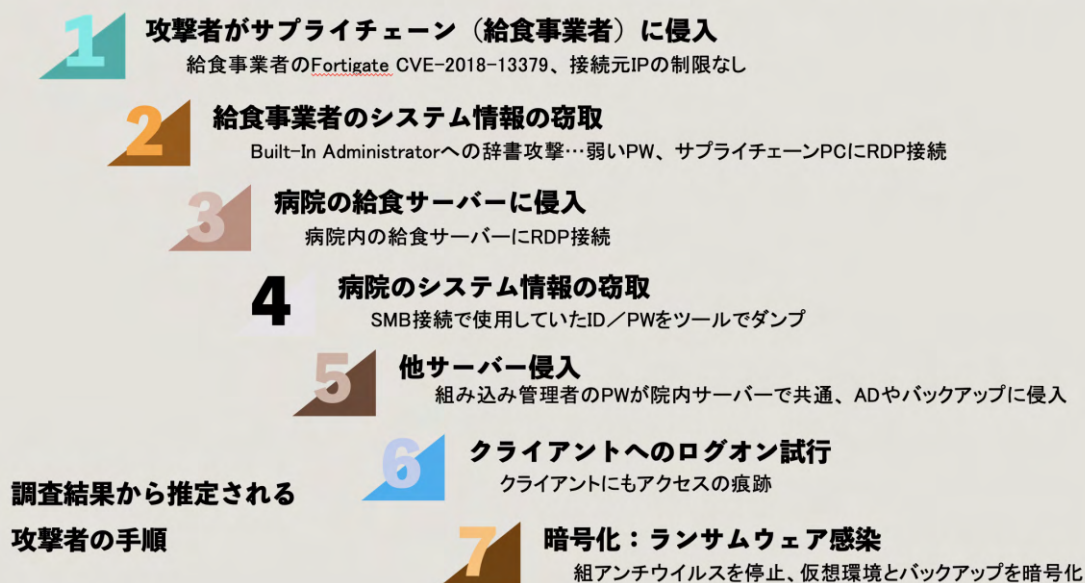 1 攻撃者がサプライチェーン（給食事業者）に侵入
給食事業者のFortigate CVE-2018-13379、接続元IPの制限なし
2 給食事業者のシステム情報の窃取
Built-In Administratorへの辞書攻撃…弱いPW、サプライチェーンPCにRDP接続
3 病院の給食サーバーに侵入
病院内の給食サーバーにRDP接続
4 病院のシステム情報の窃取
SMB接続で使用していたID／PWをツールでダンプ
5 他サーバー侵入
組み込み管理者のPWが院内サーバーで共通、ADやバックアップに侵入
6 クライアントへのログオン試行
クライアントにもアクセスの痕跡
調査結果から推定される
攻撃者の手順
7 暗号化：ランサムウェア感染
組アンチウイルスを停止、仮想環境とバックアップを暗号化